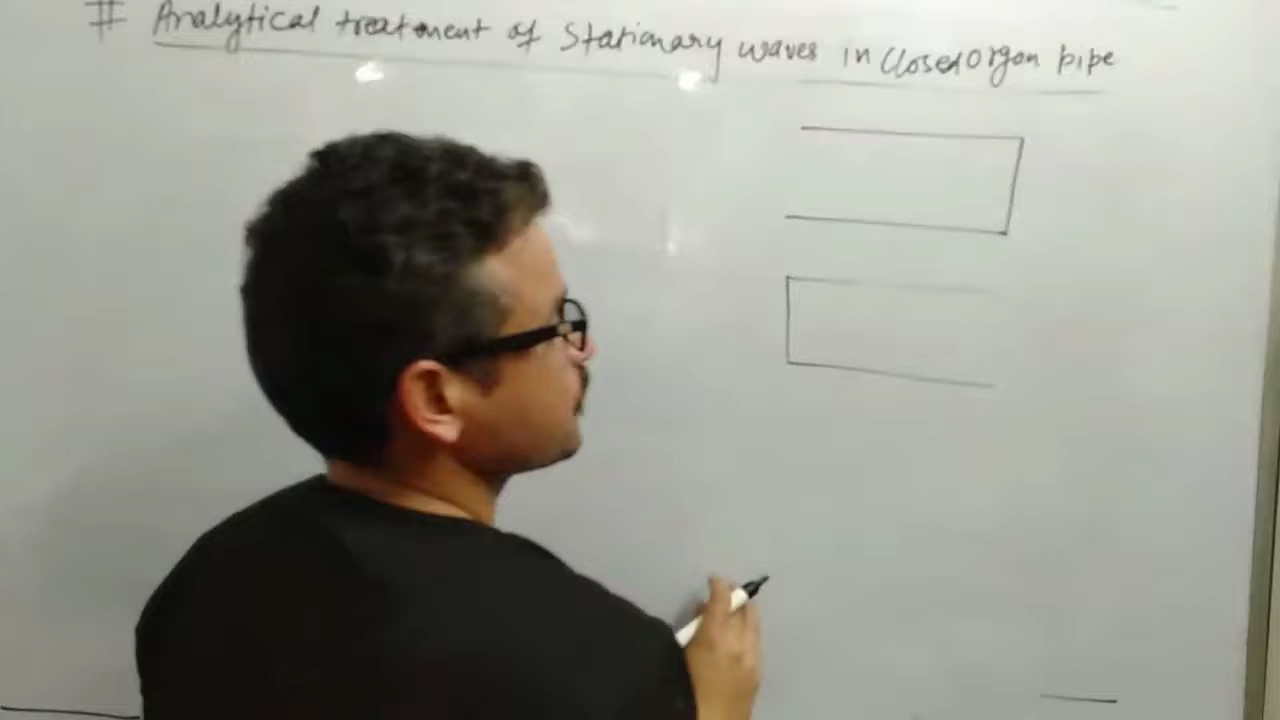 # Analytical treatment of Stationary waves in Closed Organ pipe